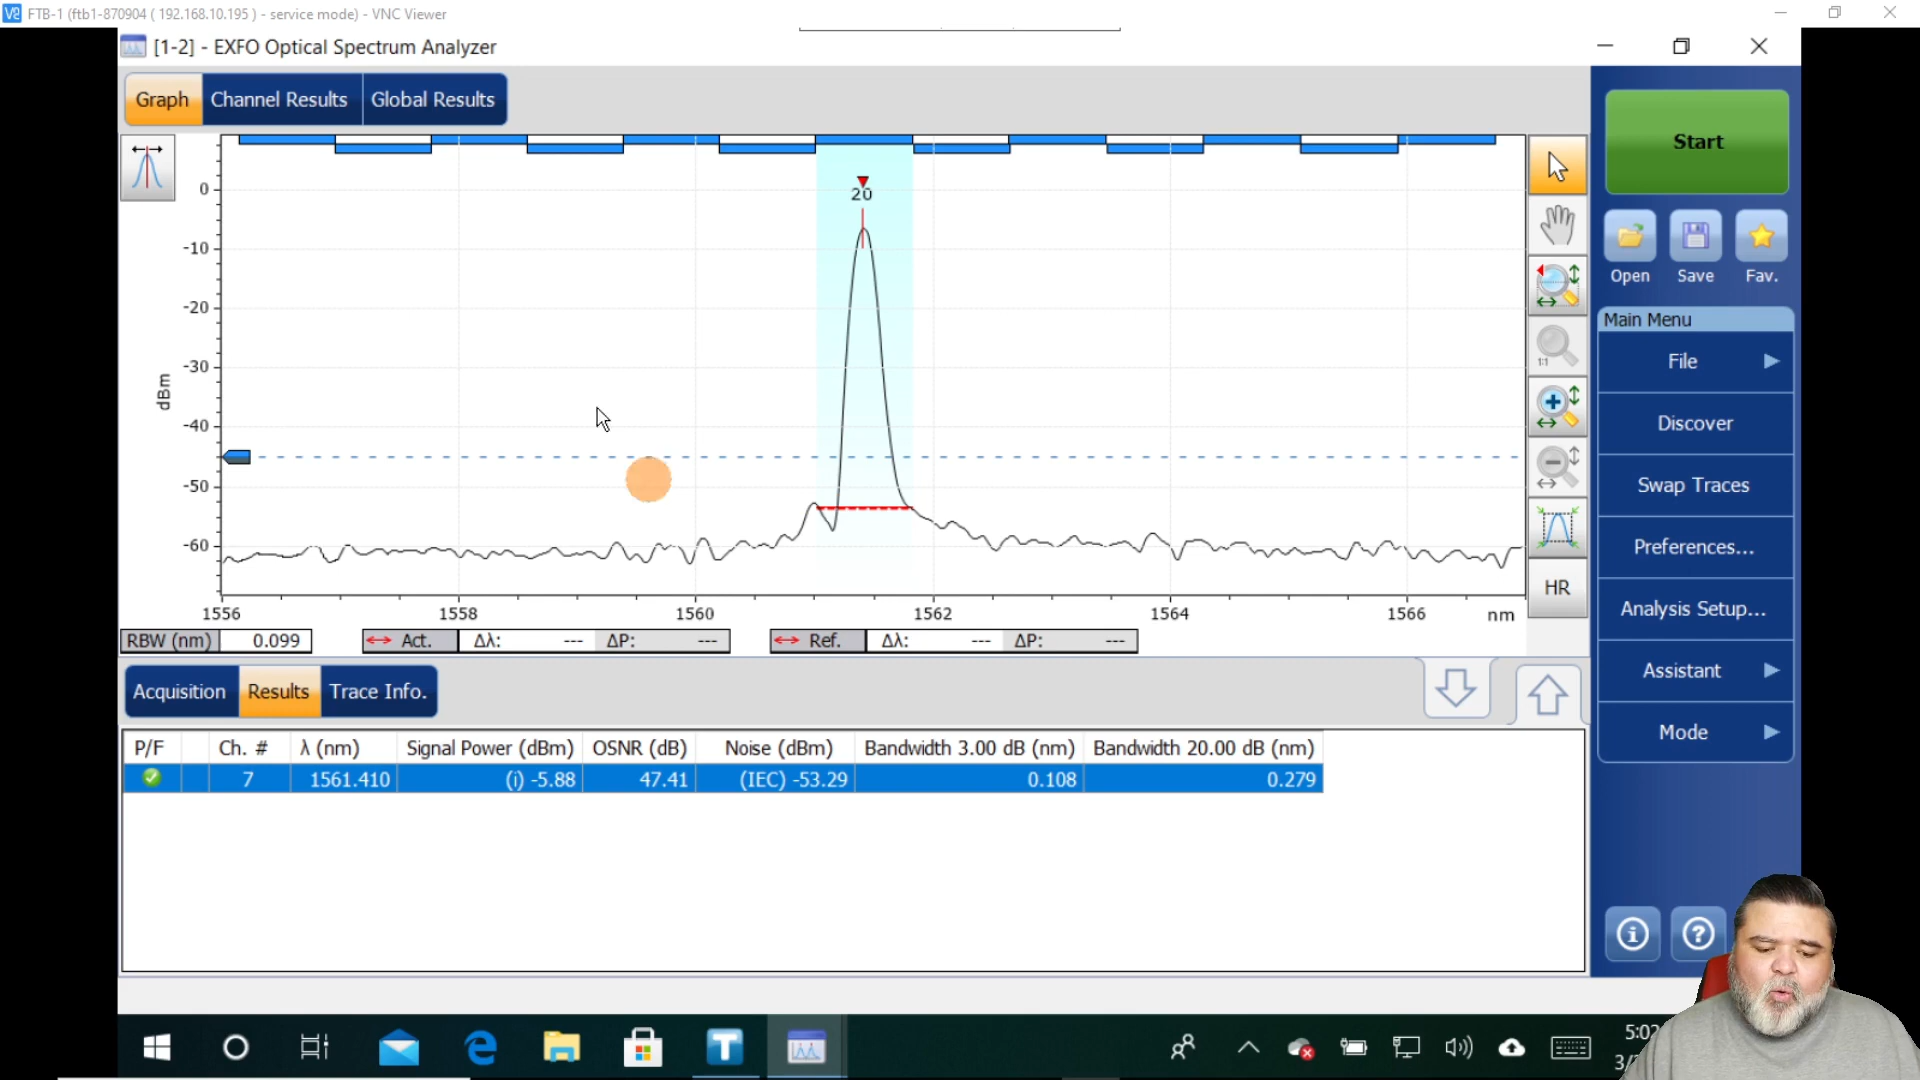 FTB-1 (ftb1-870904 ( 192.168.10.195 ) - service mode) - VNC Viewer
[1-2] - EXFO Optical Spectrum Analyzer
Graph
Channel Results
Global Results
Start
Open
Save
Fav.
Main Menu
File
Discover
Swap Traces
Preferences...
Analysis Setup...
Assistant
Mode
20
0
-10
-20
-30
-40
-50
-60
dBm
1556
1558
1560
1562
1564
1566
nm
1:1
HR
RBW (nm) 0.099
Act. Δλ: --- ΔP: ---
Ref. Δλ: --- ΔP: ---
Acquisition
Results
Trace Info.
P/F Ch. # λ (nm) Signal Power (dBm) OSNR (dB) Noise (dBm) Bandwidth 3.00 dB (nm) Bandwidth 20.00 dB (nm)
7 1561.410 (i) -5.88 47.41 (IEC) -53.29 0.108 0.279
5:02
3/